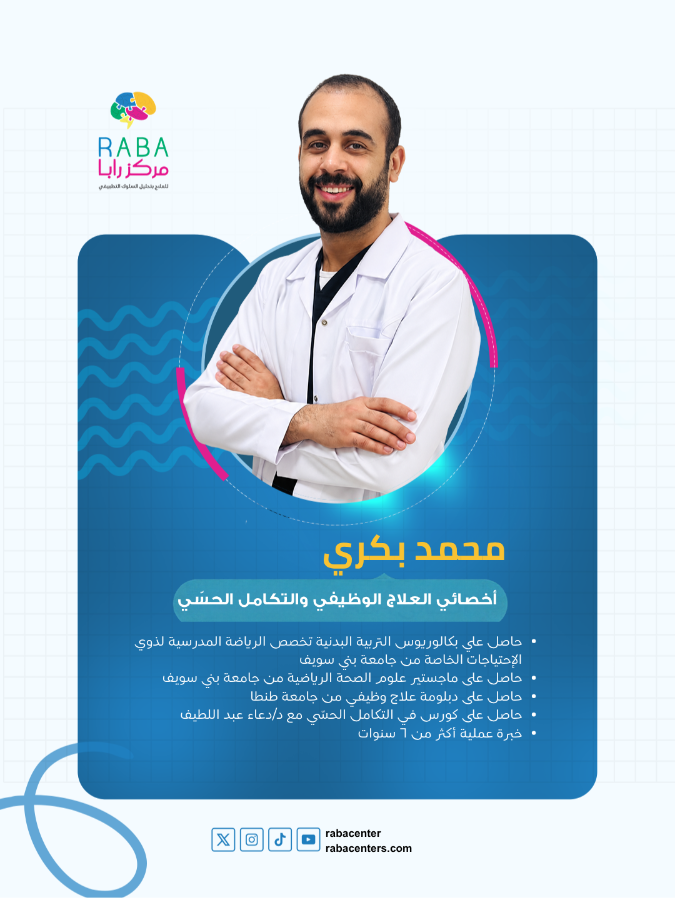 RABA
مركز رابا
للعلاج بتحليل السلوك التطبيقي
محمد بكري
أخصائي العلاج الوظيفي والتكامل الحسّي
• حاصل علي بكالوريوس التربية البدنية تخصص الرياضة المدرسية لذوي
الإحتياجات الخاصة من جامعة بني سويف
• حاصل على ماجستير علوم الصحة الرياضية من جامعة بني سويف
• حاصل على دبلومة علاج وظيفي من جامعة طنطا
• حاصل على كورس في التكامل الحسّي مع د/دعاء عبد اللطيف
• خبرة عملية أكثر من ٦ سنوات
rabacenter
rabacenters.com